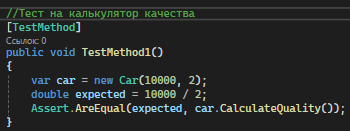 //Тест на калькулятор качества
[TestMethod]
Ссылок: 0
public void TestMethod1()
{
var car = new Car(10000, 2);
double expected = 10000 / 2;
Assert.AreEqual(expected, car.CalculateQuality());
}